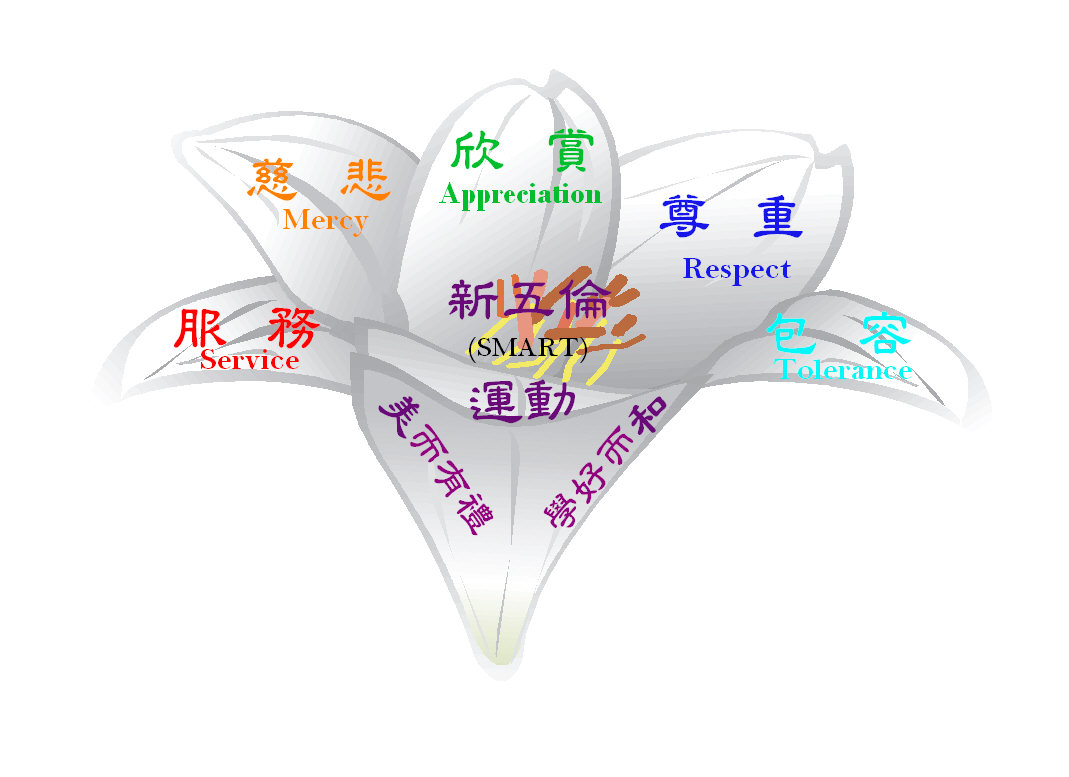 服務
Service
慈悲
Mercy
欣賞
Appreciation
尊重
Respect
包容
Tolerance
新五倫
(SMART)
運動
美而有禮
學好而和